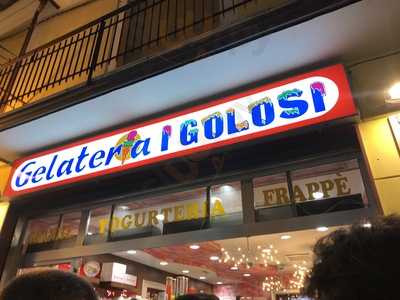 Gelateria I GOLOSI
YOGURTERIA FRAPPÈ